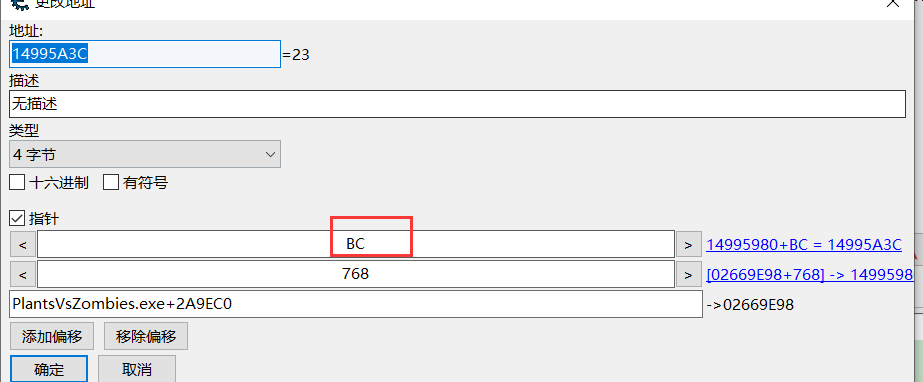 更改地址
地址:
14995A3C =23
描述
无描述
类型
4 字节
十六进制 有符号
指针
< BC > 14995980+BC = 14995A3C
< 768 > [02669E98+768] -> 1499598
PlantsVsZombies.exe+2A9EC0 ->02669E98
添加偏移 移除偏移
确定 取消